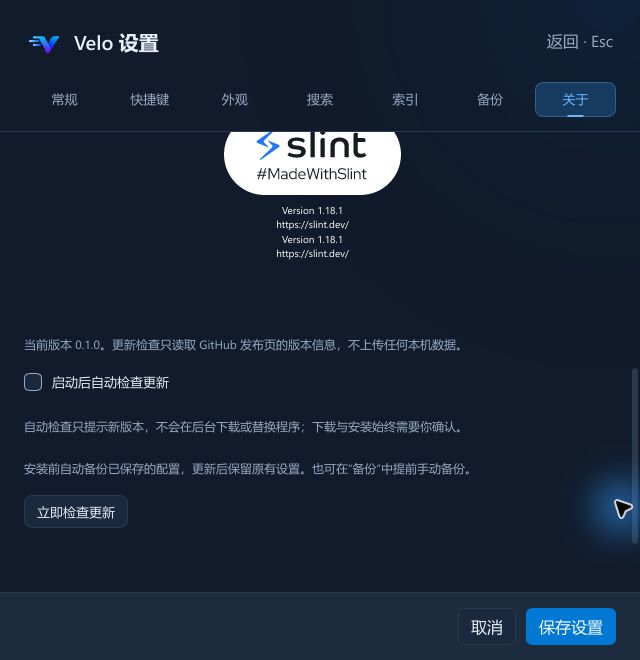 Velo 设置
返回 · Esc
常规 快捷键 外观 搜索 索引 备份 关于
slint
#MadeWithSlint
Version 1.18.1
https://slint.dev/
Version 1.18.1
https://slint.dev/
当前版本 0.1.0。更新检查只读取 GitHub 发布页的版本信息，不上传任何本机数据。
启动后自动检查更新
自动检查只提示新版本，不会在后台下载或替换程序；下载与安装始终需要你确认。
安装前自动备份已保存的配置，更新后保留原有设置。也可在“备份”中提前手动备份。
立即检查更新
取消 保存设置